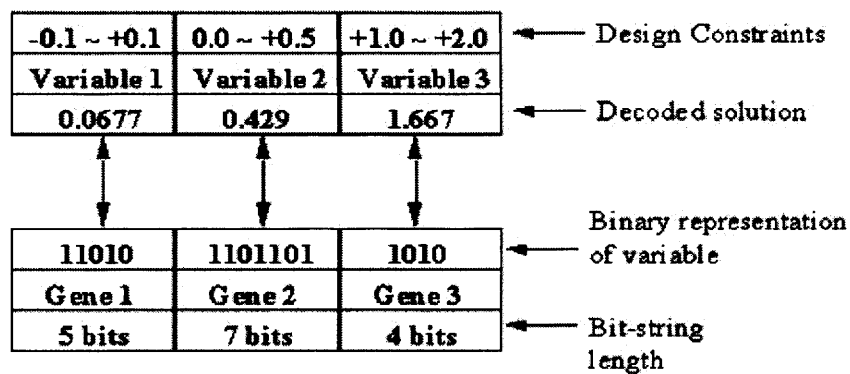 -0.1 ~ +0.1 0.0 ~ +0.5 +1.0 ~ +2.0 Design Constraints
Variable 1 Variable 2 Variable 3
0.0677 0.429 1.667 Decoded solution
11010 1101101 1010 Binary representation
of variable
Gene 1 Gene 2 Gene 3
5 bits 7 bits 4 bits Bit-string
length